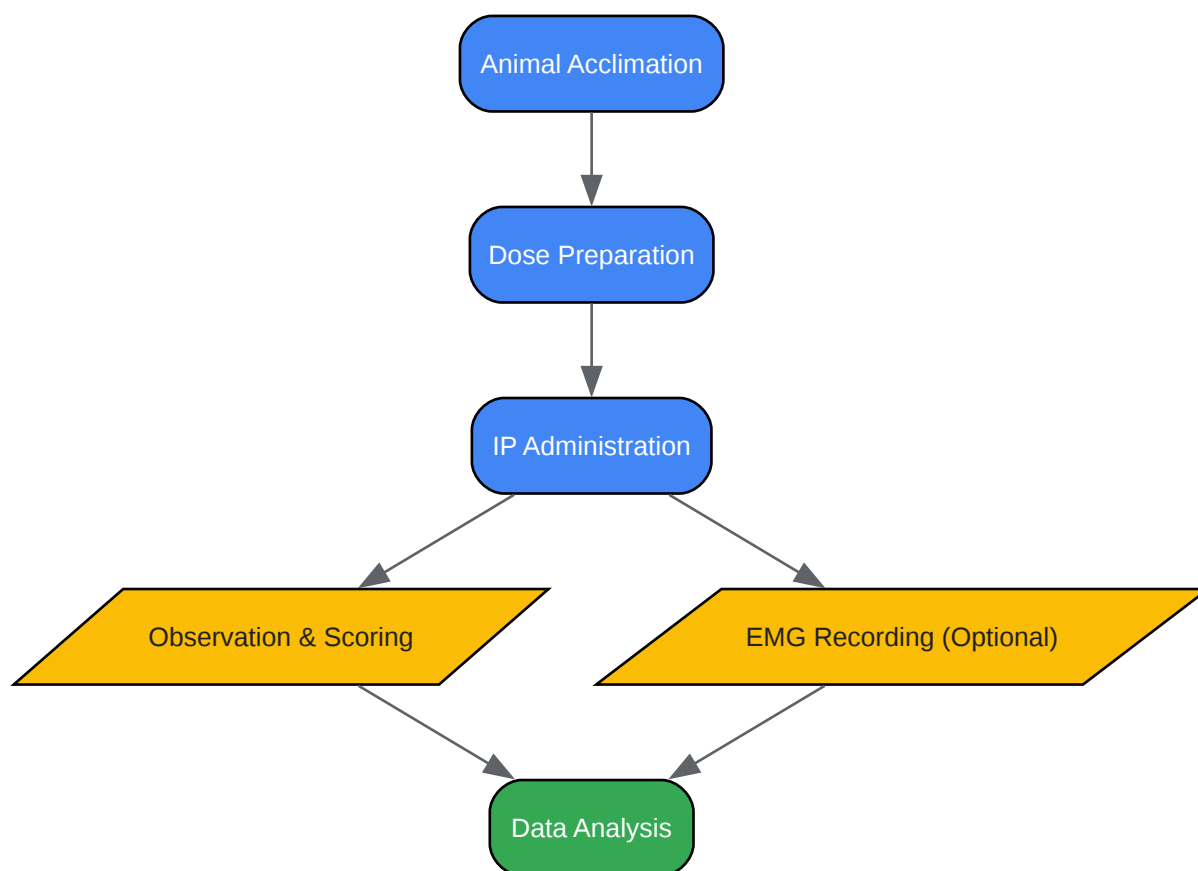 Animal Acclimation
Dose Preparation
IP Administration
Observation & Scoring
EMG Recording (Optional)
Data Analysis